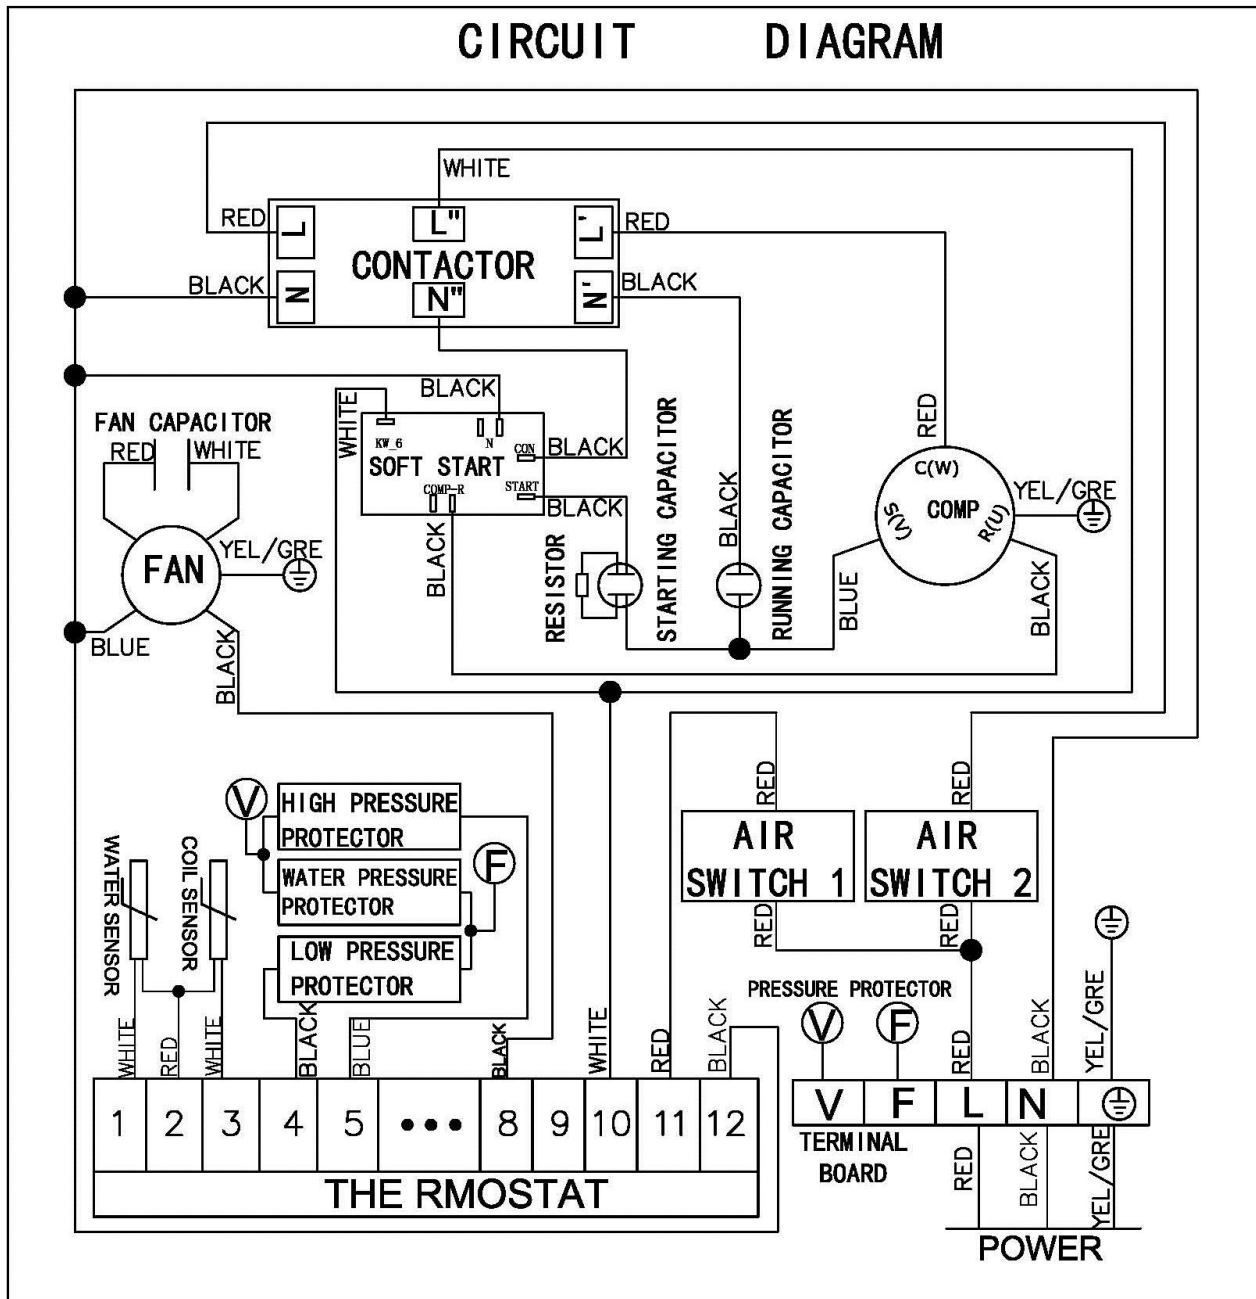 CIRCUIT DIAGRAM
WHITE
RED L L" L' RED
CONTACTOR
BLACK N N" N' BLACK
FAN CAPACITOR
RED WHITE
WHITE
BLACK
KW_6 N
CON BLACK
SOFT START
COMP-R START
BLACK
BLACK
RESISTOR
STARTING CAPACITOR
BLACK
RUNNING CAPACITOR
RED
C(W)
S(V) COMP R(U)
YEL/GRE
BLUE
BLACK
YEL/GRE
FAN
BLUE
BLACK
V
HIGH PRESSURE
PROTECTOR
WATER PRESSURE
PROTECTOR
F
LOW PRESSURE
PROTECTOR
WATER SENSOR
COIL SENSOR
RED RED
AIR
SWITCH 1
AIR
SWITCH 2
RED RED
WHITE RED WHITE BLACK BLUE BLACK WHITE RED BLACK
PRESSURE PROTECTOR
V F RED BLACK YEL/GRE
1 2 3 4 5 ••• 8 9 10 11 12
THE RMOSTAT
V F L N
TERMINAL
BOARD
RED BLACK YEL/GRE
POWER